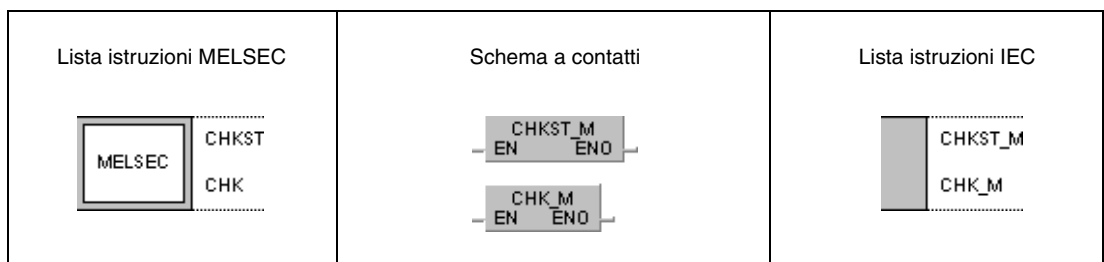 Lista istruzioni MELSEC
Schema a contatti
Lista istruzioni IEC
MELSEC
CHKST
CHK
CHKST_M
EN ENO
CHK_M
EN ENO
CHKST_M
CHK_M